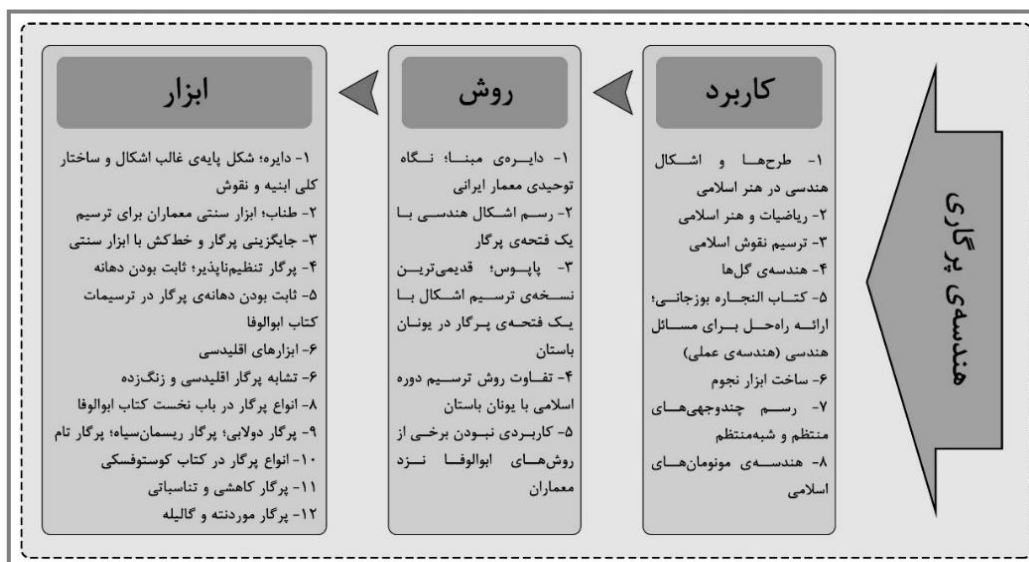 هندسه‌ی پرگاری
کاربرد
۱- طرح‌ها و اشکال
هندسی در هنر اسلامی
۲- ریاضیات و هنر اسلامی
۳- ترسیم نقوش اسلامی
۴- هندسه‌ی گل‌ها
۵- کتاب النجاره بوزجانی؛
ارائه راه‌حل برای مسائل
هندسی (هندسه‌ی عملی)
۶- ساخت ابزار نجوم
۷- رسم چندوجهی‌های
منتظم و شبه‌منتظم
۸- هندسه‌ی مونومان‌های
اسلامی
روش
۱- دایره‌ی مبنا؛ نگاه
توحیدی معمار ایرانی
۲- رسم اشکال هندسی با
یک فتحه‌ی پرگار
۳- پاپوس؛ قدیمی‌ترین
نسخه‌ی ترسیم اشکال با
یک فتحه‌ی پرگار در یونان
باستان
۴- تفاوت روش ترسیم دوره
اسلامی با یونان باستان
۵- کاربردی نبودن برخی از
روش‌های ابوالوفا نزد
معماران
ابزار
۱- دایره؛ شکل پایه‌ی غالب اشکال و ساختار
کلی ابنیه و نقوش
۲- طناب؛ ابزار سنتی معماران برای ترسیم
۳- جایگزینی پرگار و خط‌کش با ابزار سنتی
۴- پرگار تنظیم‌ناپذیر؛ ثابت بودن دهانه
۵- ثابت بودن دهانه‌ی پرگار در ترسیمات
کتاب ابوالوفا
۶- ابزارهای اقلیدسی
۶- تشابه پرگار اقلیدسی و زنگ‌زده
۸- انواع پرگار در باب نخست کتاب ابوالوفا
۹- پرگار دولابی؛ پرگار ریسمان‌سیاه؛ پرگار تام
۱۰- انواع پرگار در کتاب کوستوفسکی
۱۱- پرگار کاهشی و تناسباتی
۱۲- پرگار موردنته و گالیله